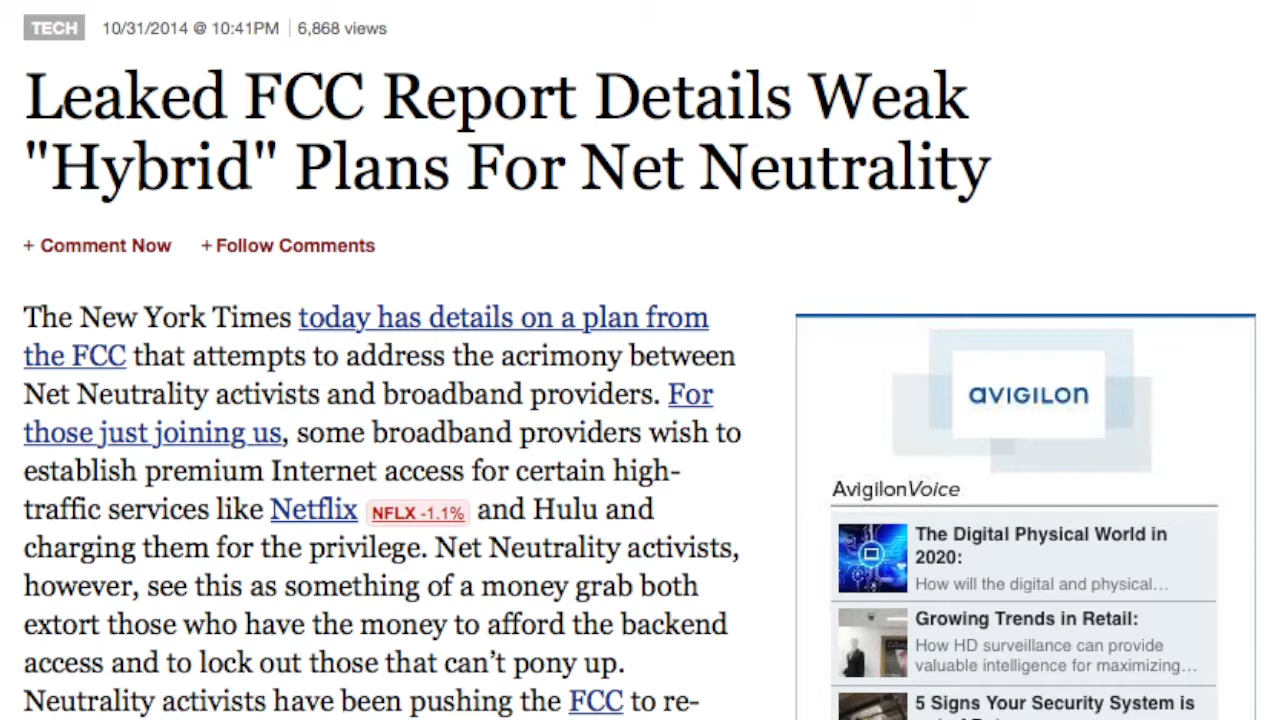 TECH 10/31/2014 @ 10:41PM 6,868 views
Leaked FCC Report Details Weak
"Hybrid" Plans For Net Neutrality
+ Comment Now + Follow Comments
The New York Times today has details on a plan from
the FCC that attempts to address the acrimony between
Net Neutrality activists and broadband providers. For
those just joining us, some broadband providers wish to
establish premium Internet access for certain high-
traffic services like Netflix NFLX -1.1% and Hulu and
charging them for the privilege. Net Neutrality activists,
however, see this as something of a money grab both
extort those who have the money to afford the backend
access and to lock out those that can’t pony up.
Neutrality activists have been pushing the FCC to re-
avigilon
AvigilonVoice
The Digital Physical World in
2020:
How will the digital and physical...
Growing Trends in Retail:
How HD surveillance can provide
valuable intelligence for maximizing...
5 Signs Your Security System is